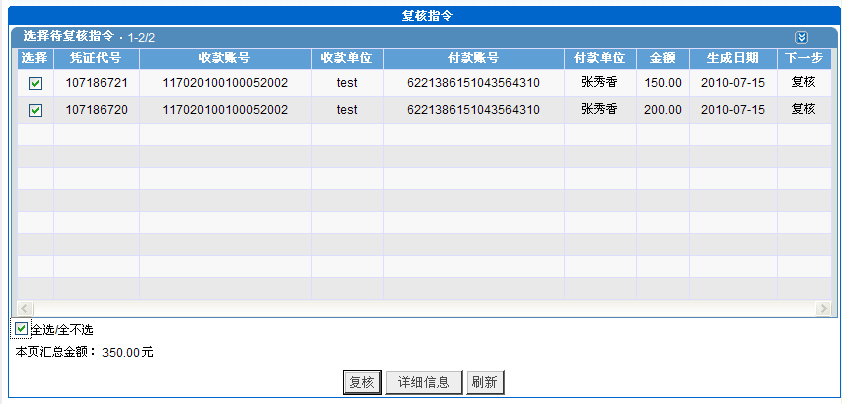 复核指令
选择待复核指令 · 1-2/2
选择 凭证代号 收款账号 收款单位 付款账号 付款单位 金额 生成日期 下一步
107186721 117020100100052002 test 6221386151043564310 张秀香 150.00 2010-07-15 复核
107186720 117020100100052002 test 6221386151043564310 张秀香 200.00 2010-07-15 复核
全选/全不选
本页汇总金额：350.00元
复核 详细信息 刷新